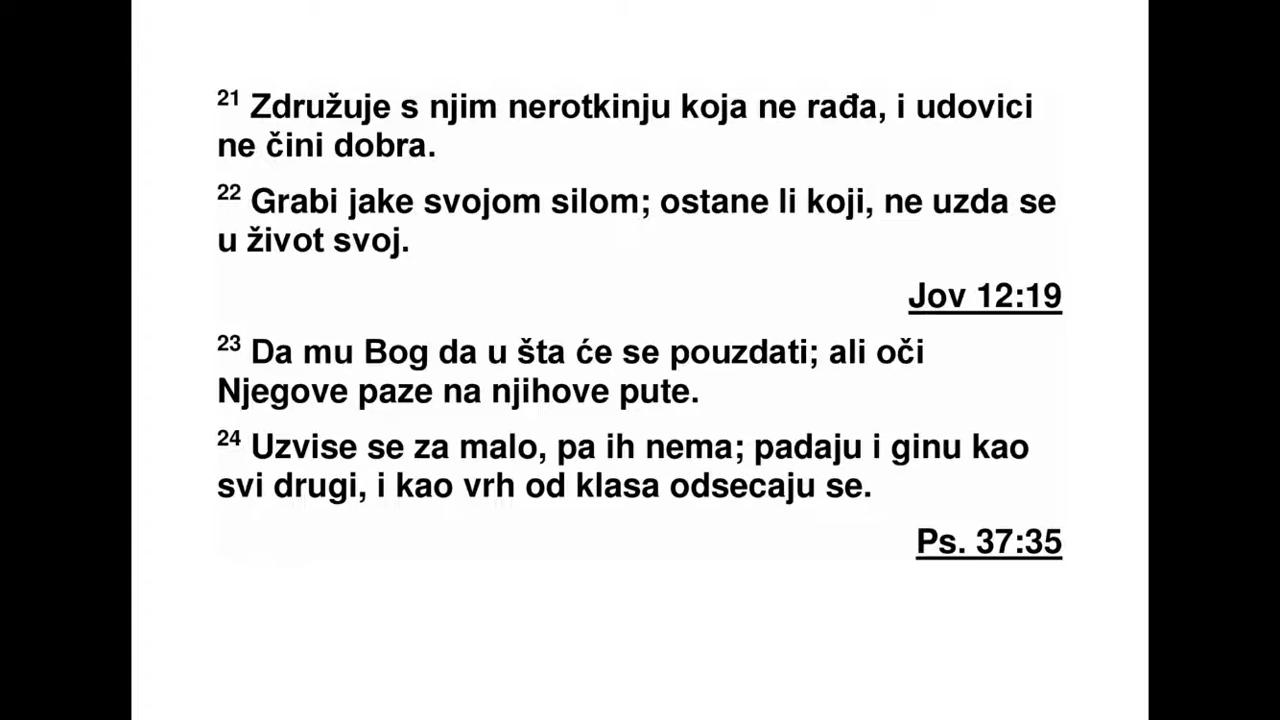 21 Združuje s njim nerotkinju koja ne rađa, i udovici
ne čini dobra.
22 Grabi jake svojom silom; ostane li koji, ne uzda se
u život svoj.
Jov 12:19
23 Da mu Bog da u šta će se pouzdati; ali oči
Njegove paze na njihove pute.
24 Uzvise se za malo, pa ih nema; padaju i ginu kao
svi drugi, i kao vrh od klasa odsecaju se.
Ps. 37:35